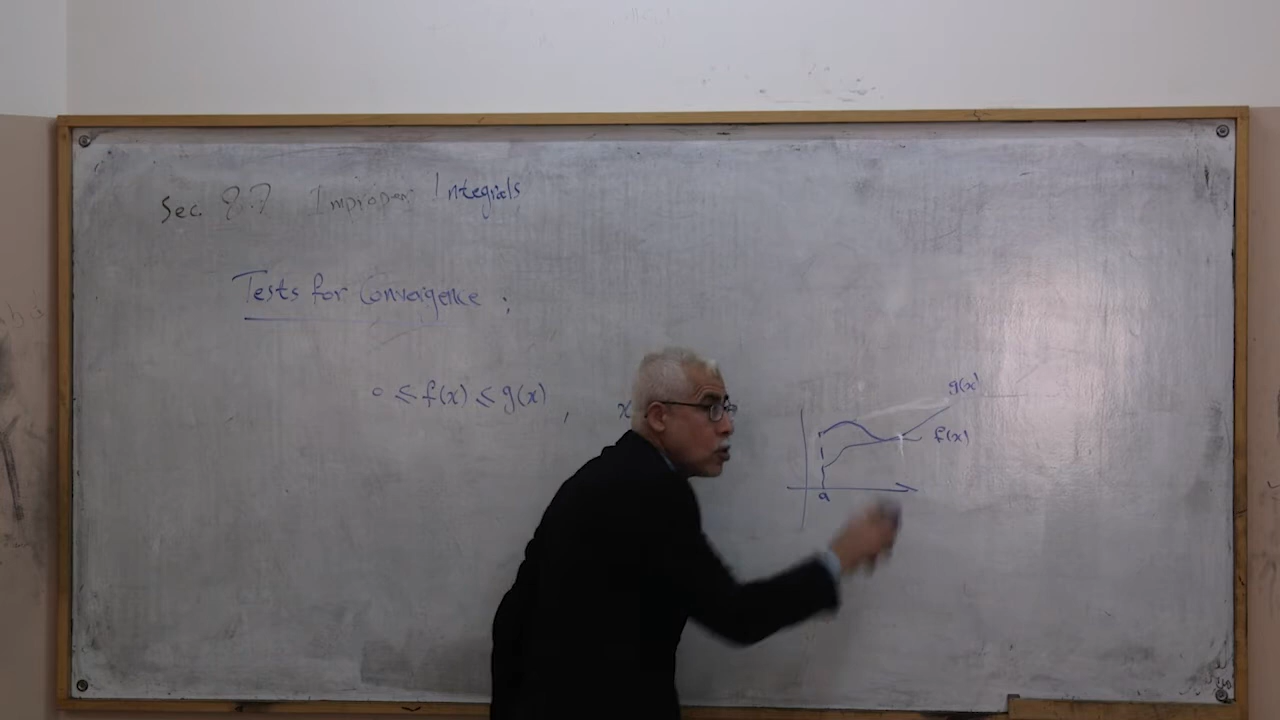 Sec. 8.7 Improper Integrals
Tests for Convergence :
0 ≤ f(x) ≤ g(x) , x
g(x)
f(x)
a